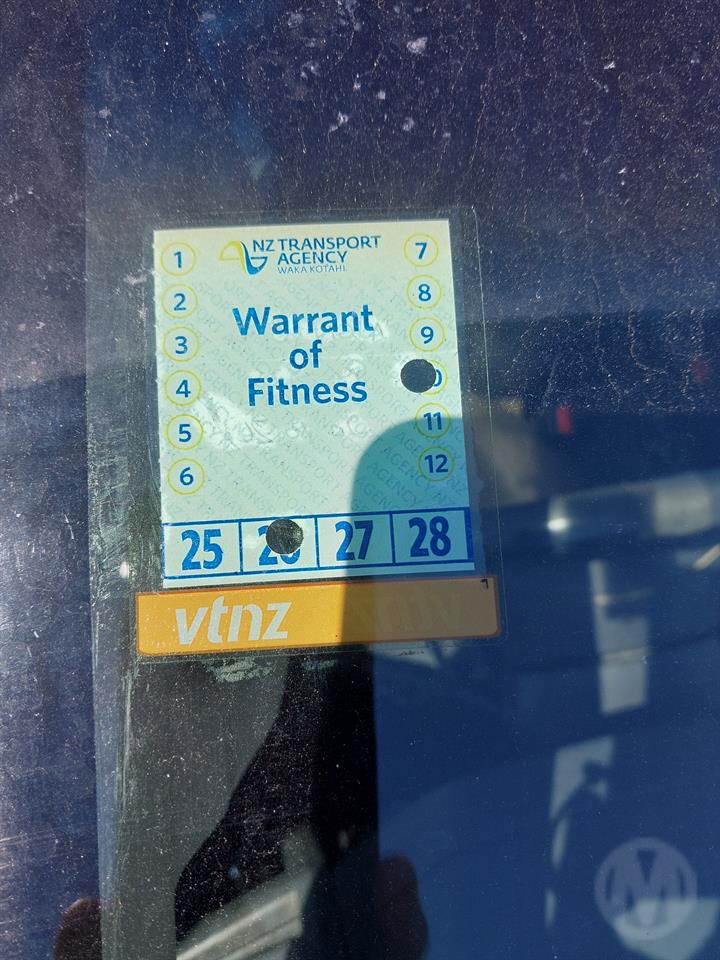 NZ TRANSPORT
AGENCY
WAKA KOTAHI
1
7
2
8
Warrant
of
Fitness
3
9
4
5
11
6
12
25
27
28
vtnz
M